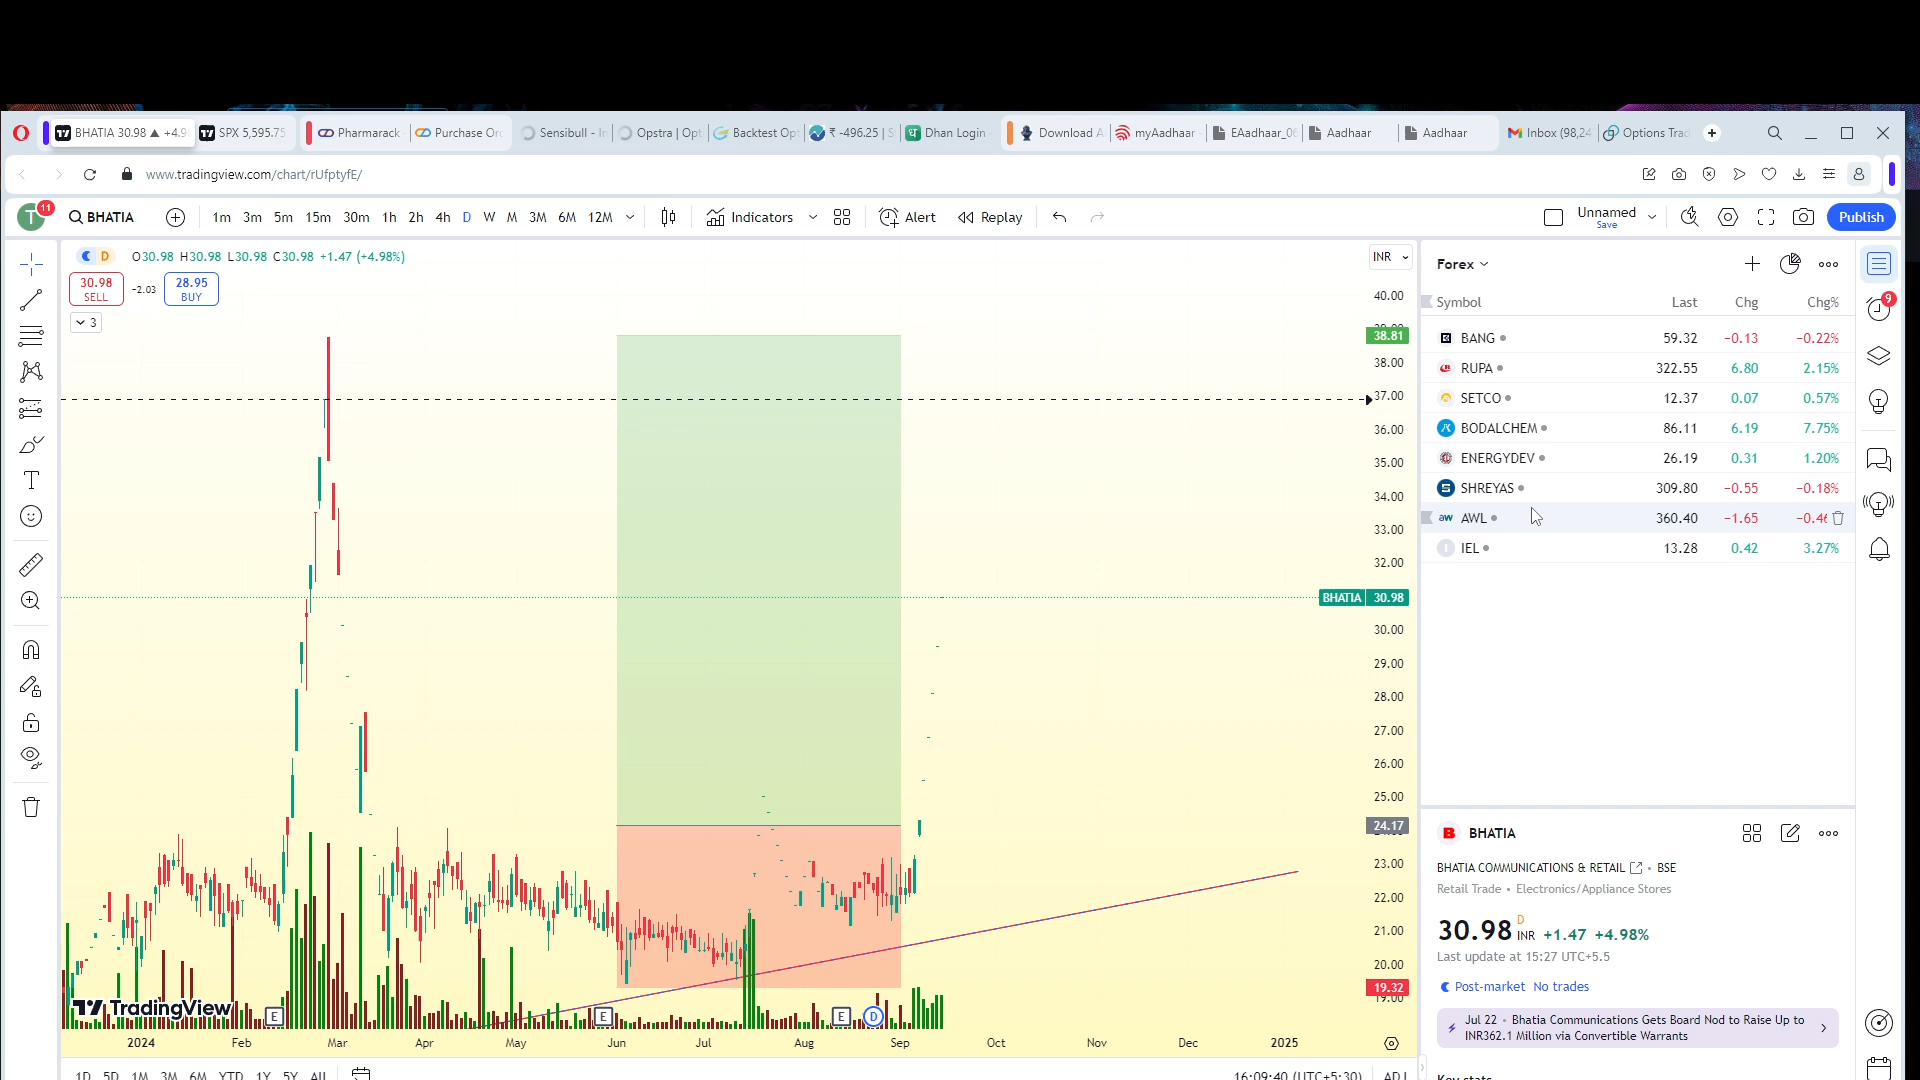 BHATIA 30.98 ▲ +4.9 SPX 5,595.75 Pharmarack Purchase Or Sensibull - I Opstra | Opt Backtest Op ₹ -496.25 | S Dhan Login Download A myAadhaar EAadhaar_0 Aadhaar Aadhaar Inbox (98,24 Options Tra
www.tradingview.com/chart/rUfptyfE/
T 11 BHATIA 1m 3m 5m 15m 30m 1h 2h 4h D W M 3M 6M 12M Indicators Alert Replay Unnamed Publish
Save
D O30.98 H30.98 L30.98 C30.98 +1.47 (+4.98%) INR
30.98 -2.03 28.95
SELL BUY
3
40.00
38.81
38.00
37.00
36.00
35.00
34.00
33.00
32.00
BHATIA 30.98
30.00
29.00
28.00
27.00
26.00
25.00
24.17
23.00
22.00
21.00
20.00
19.32
19.00
TradingView
E E E D
2024 Feb Mar Apr May Jun Jul Aug Sep Oct Nov Dec 2025
1D 5D 1M 3M 6M YTD 1Y 5Y All 16:09:40 (UTC+5:30) ADJ
Forex
Symbol Last Chg Chg%
BANG 59.32 −0.13 −0.22%
RUPA 322.55 6.80 2.15%
SETCO 12.37 0.07 0.57%
BODALCHEM 86.11 6.19 7.75%
ENERGYDEV 26.19 0.31 1.20%
SHREYAS 309.80 −0.55 −0.18%
AWL 360.40 −1.65 −0.46
IEL 13.28 0.42 3.27%
9
B BHATIA
BHATIA COMMUNICATIONS & RETAIL • BSE
Retail Trade • Electronics/Appliance Stores
30.98 D INR +1.47 +4.98%
Last update at 15:27 UTC+5.5
Post-market No trades
Jul 22 • Bhatia Communications Gets Board Nod to Raise Up to
INR362.1 Million via Convertible Warrants
Key stats